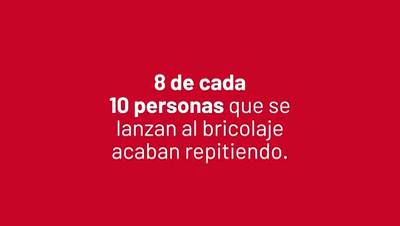 8 de cada
10 personas que se
lanzan al bricolaje
acaban repitiendo.